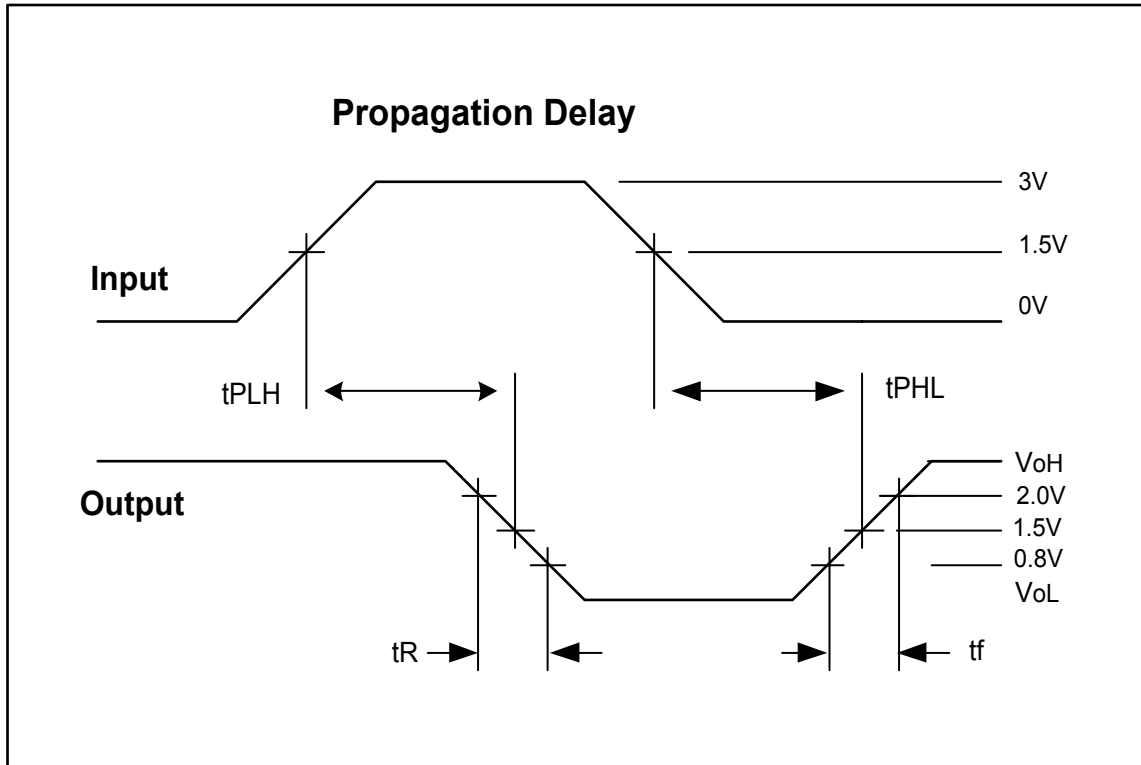 Propagation Delay
3V
1.5V
Input
0V
tPLH
tPHL
VoH
Output
2.0V
1.5V
0.8V
VoL
tR
tf